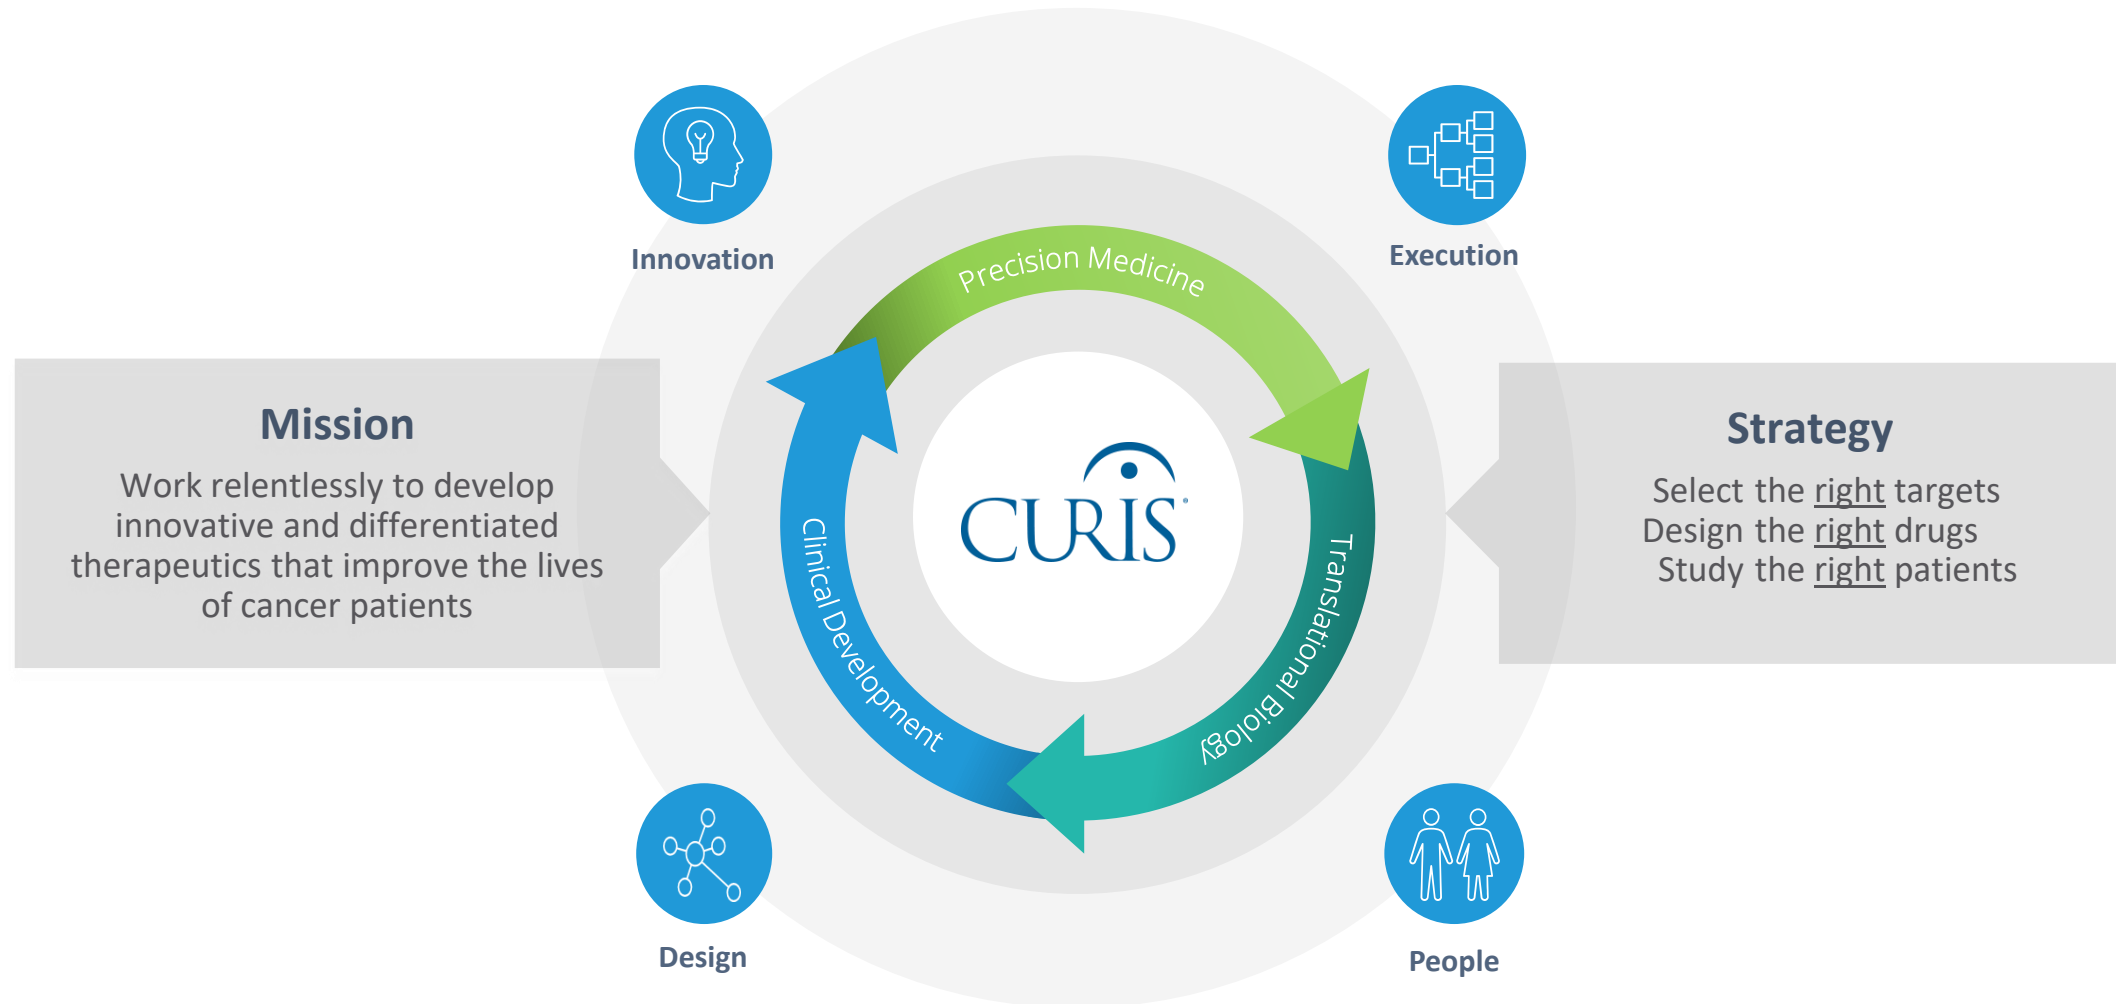 Innovation
Execution
Precision Medicine
Mission
Work relentlessly to develop
innovative and differentiated
therapeutics that improve the lives
of cancer patients
CURIS®
Strategy
Select the right targets
Design the right drugs
Study the right patients
Clinical Development
Translational Biology
Design
People